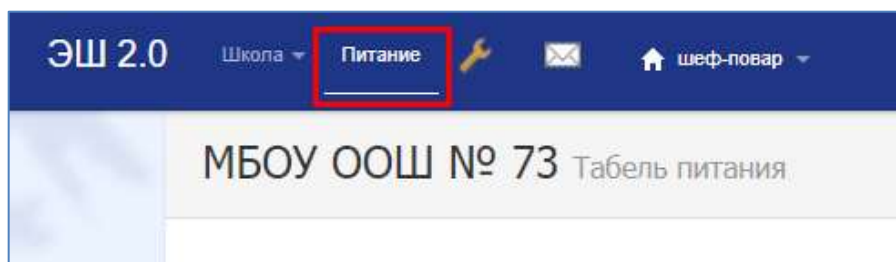 ЭШ 2.0 Школа Питание шеф-повар
МБОУ ООШ № 73 Табель питания